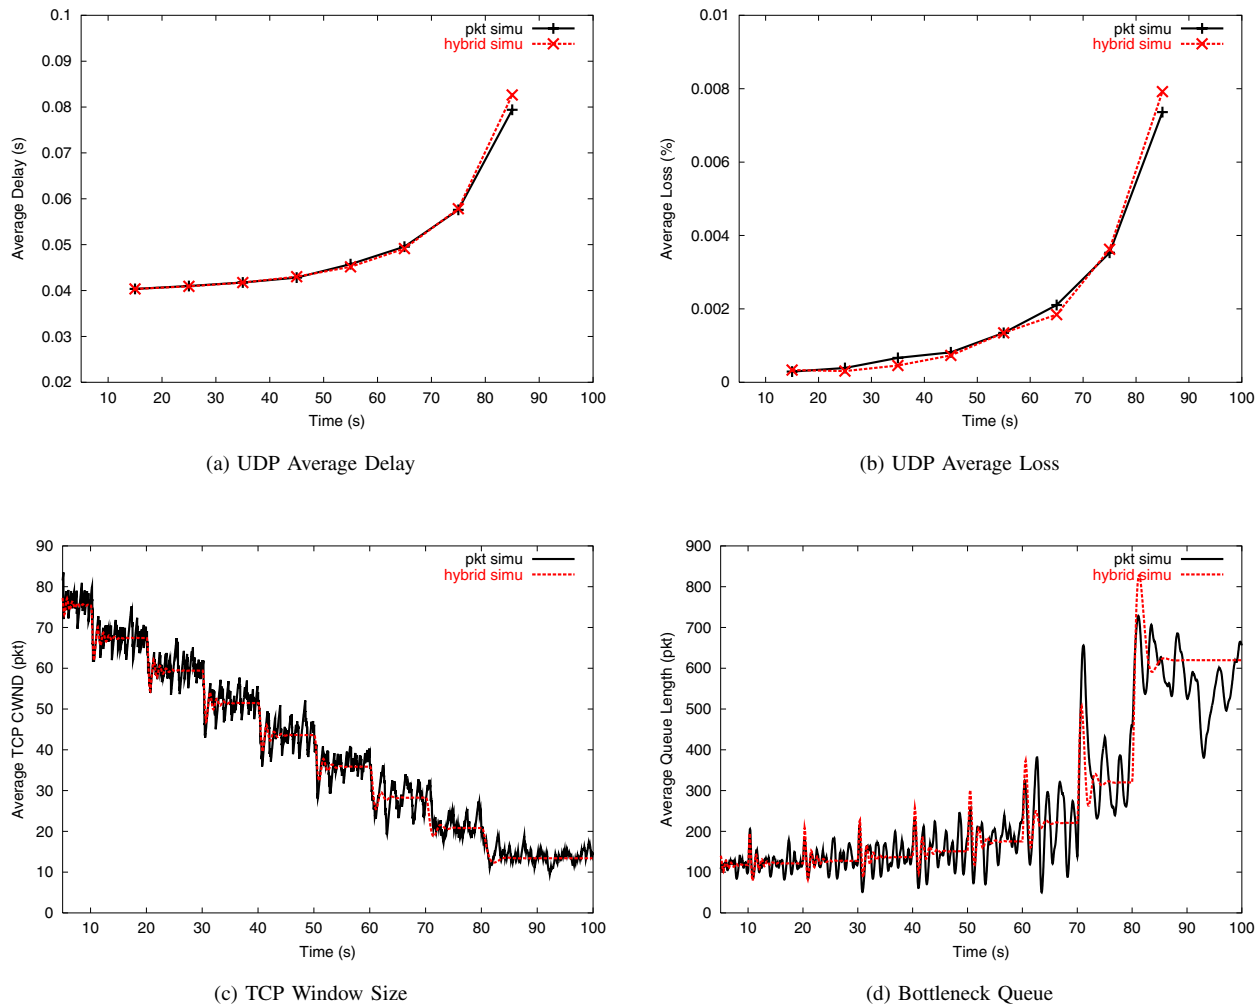 0.1
0.09
0.08
0.07
0.06
0.05
0.04
0.03
0.02
10 20 30 40 50 60 70 80 90 100
Average Delay (s)
Time (s)
pkt simu
hybrid simu
(a) UDP Average Delay
0.01
0.008
0.006
0.004
0.002
0
10 20 30 40 50 60 70 80 90 100
Average Loss (%)
Time (s)
pkt simu
hybrid simu
(b) UDP Average Loss
90
80
70
60
50
40
30
20
10
0
10 20 30 40 50 60 70 80 90 100
Average TCP CWND (pkt)
Time (s)
pkt simu
hybrid simu
(c) TCP Window Size
900
800
700
600
500
400
300
200
100
0
10 20 30 40 50 60 70 80 90 100
Average Queue Length (pkt)
Time (s)
pkt simu
hybrid simu
(d) Bottleneck Queue